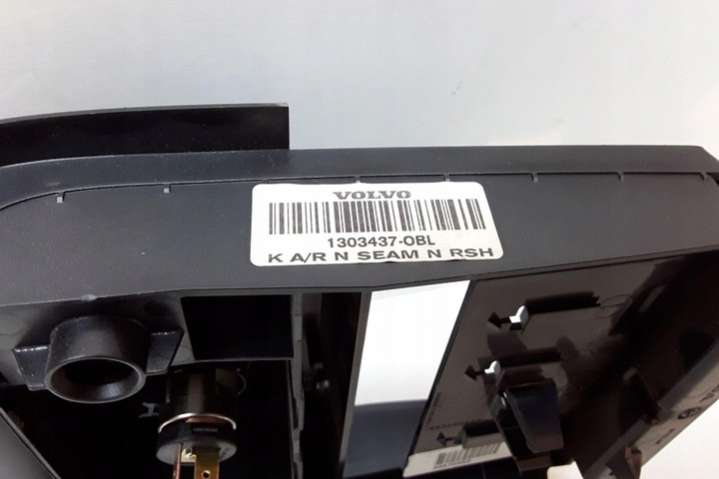 VOLVO
1303437-OBL
K A/R N SEAM N RSH